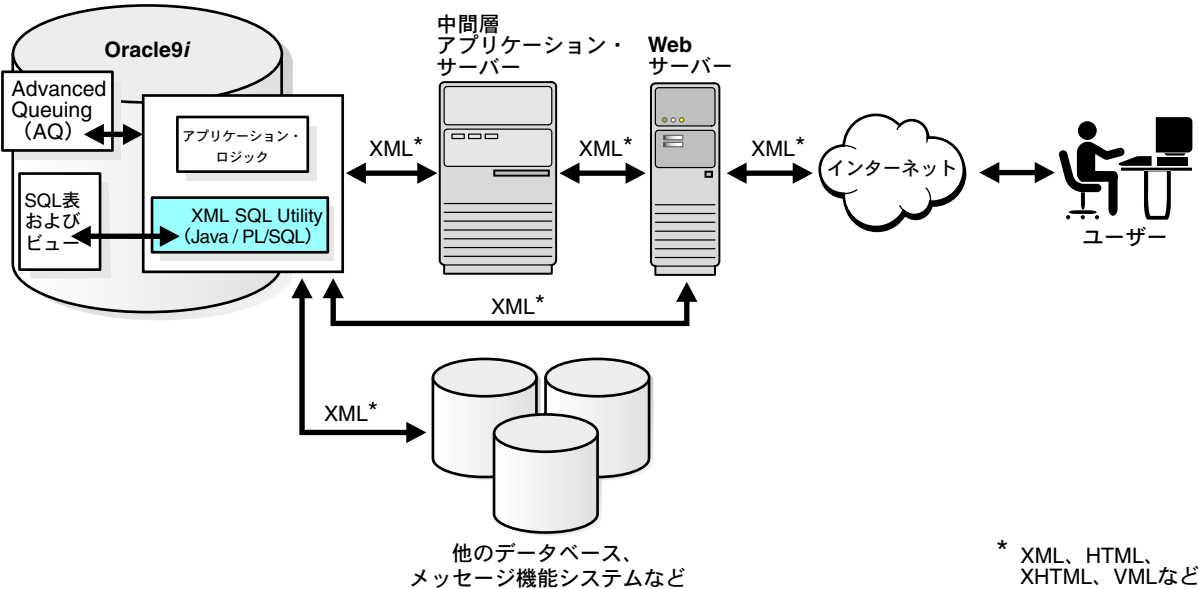 Oracle9i
Advanced
Queuing
（AQ）
アプリケーション・
ロジック
SQL表
および
ビュー
XML SQL Utility
（Java / PL/SQL）
XML*
中間層
アプリケーション・
サーバー
XML*
Web
サーバー
XML*
インターネット
ユーザー
XML*
XML*
他のデータベース、
メッセージ機能システムなど
* XML、HTML、
XHTML、VMLなど